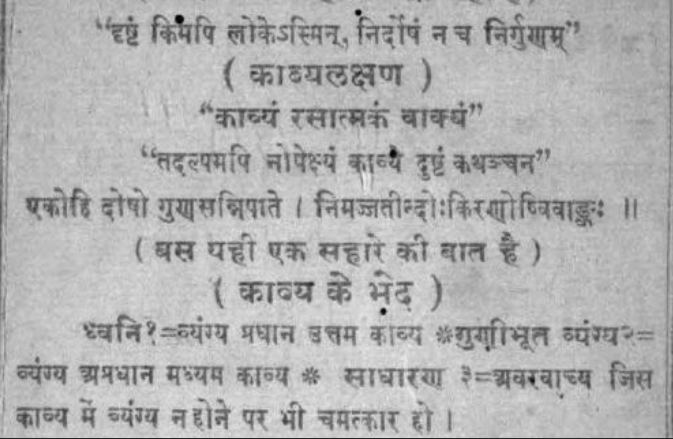 “दृष्टं किमपि लोकेऽस्मिन्, निर्दोषं न च निर्गुणम्”
( काव्यलक्षण )
“काव्यं रसात्मकं वाक्यं”
“तदल्पमपि नोपेक्ष्यं काव्ये दुष्टं कथञ्चन”
एकोहि दोषो गुणसन्निपाते । निमज्जतीन्दोःकिरणोष्विवाङ्कः ॥
( बस यही एक सहारे की बात है )
( काव्य के भेद )
ध्वनि१=व्यंग्य प्रधान उत्तम काव्य *गुणीभूत व्यंग्य२=
व्यंग्य अप्रधान मध्यम काव्य * साधारण ३=अवरवाच्य जिस
काव्य में व्यंग्य न होने पर भी चमत्कार हो ।